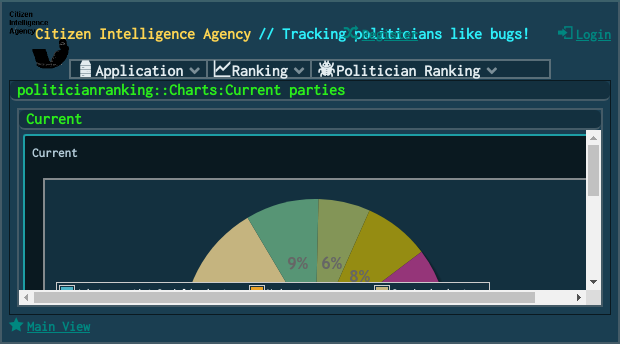 Citizen
Intelligence
Agency
Citizen Intelligence Agency // Tracking politicians like bugs!
Register
Login
Application
Ranking
Politician Ranking
politicianranking::Charts:Current parties
Current
Current
9%
6%
8%
Main View